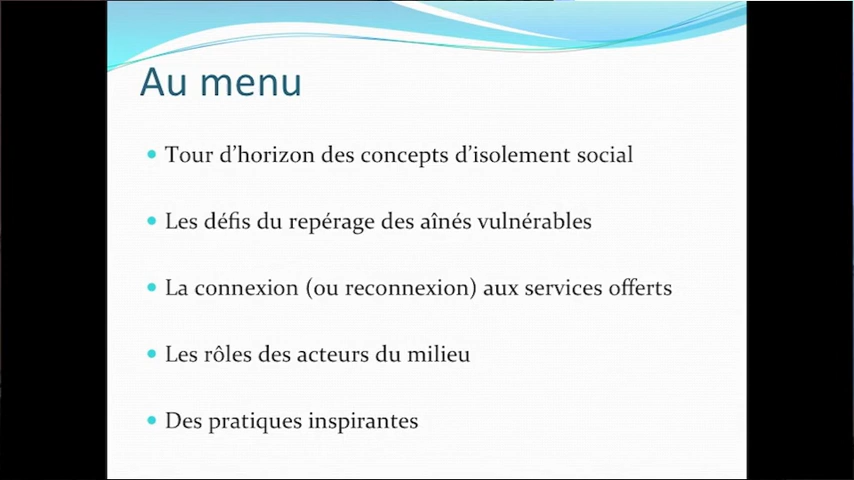 Au menu
• Tour d’horizon des concepts d’isolement social
• Les défis du repérage des aînés vulnérables
• La connexion (ou reconnexion) aux services offerts
• Les rôles des acteurs du milieu
• Des pratiques inspirantes